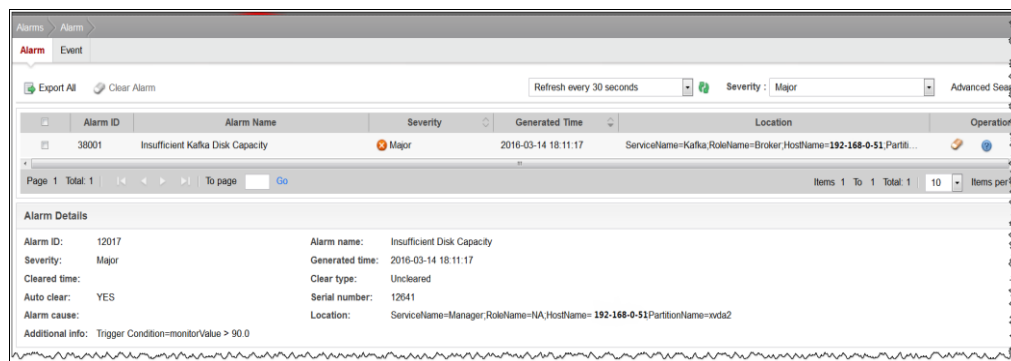 Alarms Alarm
Alarm Event
Export All Clear Alarm Refresh every 30 seconds Severity : Major Advanced Sear
Alarm ID Alarm Name Severity Generated Time Location Operation
38001 Insufficient Kafka Disk Capacity Major 2016-03-14 18:11:17 ServiceName=Kafka;RoleName=Broker;HostName=192-168-0-51;Partiti...
Page 1 Total: 1 To page Go Items 1 To 1 Total: 1 10 Items per
Alarm Details
Alarm ID: 12017 Alarm name: Insufficient Disk Capacity
Severity: Major Generated time: 2016-03-14 18:11:17
Cleared time: Clear type: Uncleared
Auto clear: YES Serial number: 12641
Alarm cause: Location: ServiceName=Manager;RoleName=NA;HostName= 192-168-0-51PartitionName=xvda2
Additional info: Trigger Condition=monitorValue > 90.0